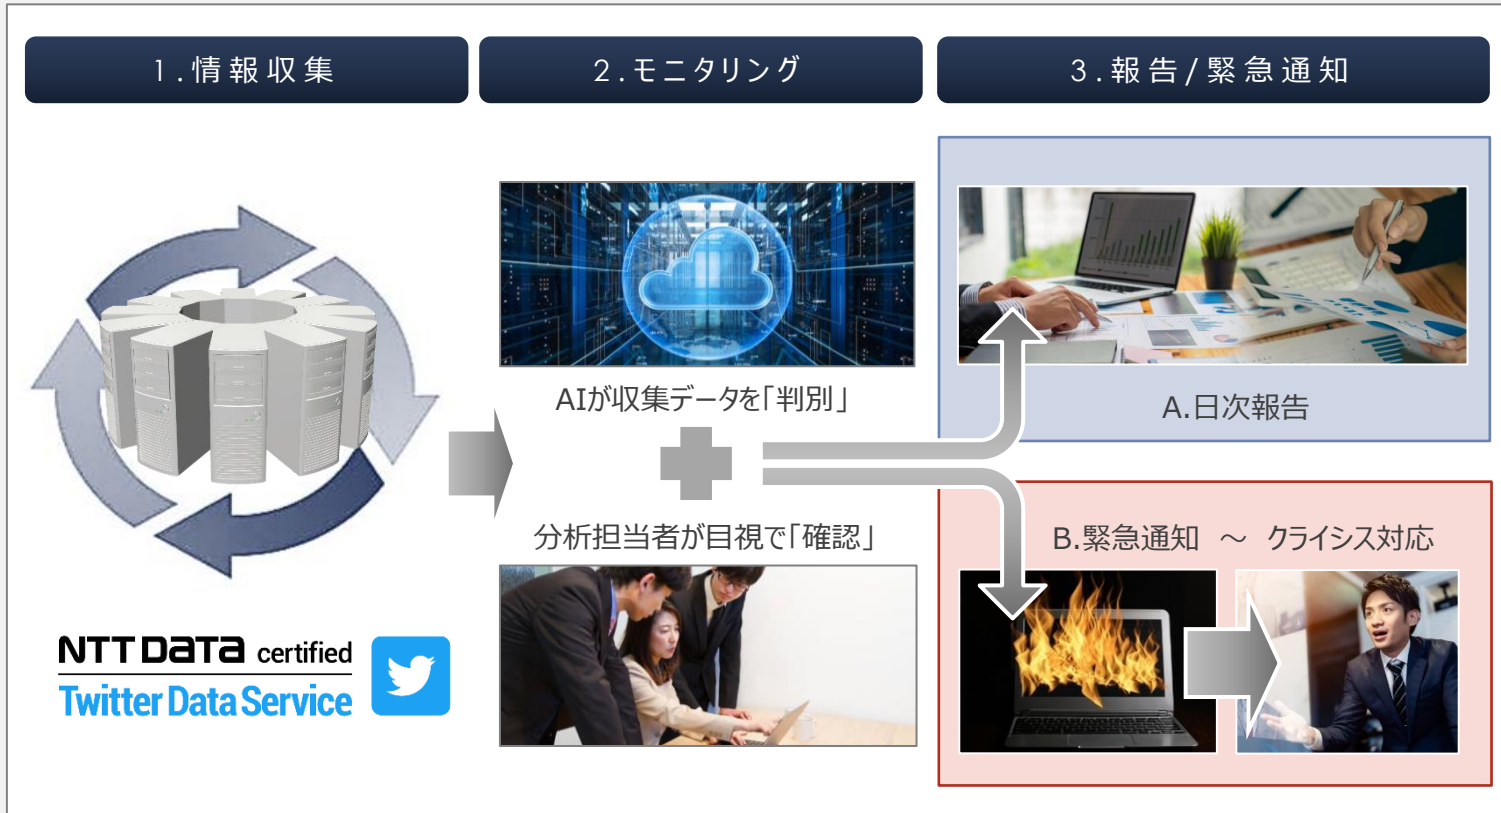 1.情報収集
2.モニタリング
3.報告/緊急通知
AIが収集データを「判別」
分析担当者が目視で「確認」
A.日次報告
B.緊急通知 ～ クライシス対応
NTT DATA certified
Twitter Data Service